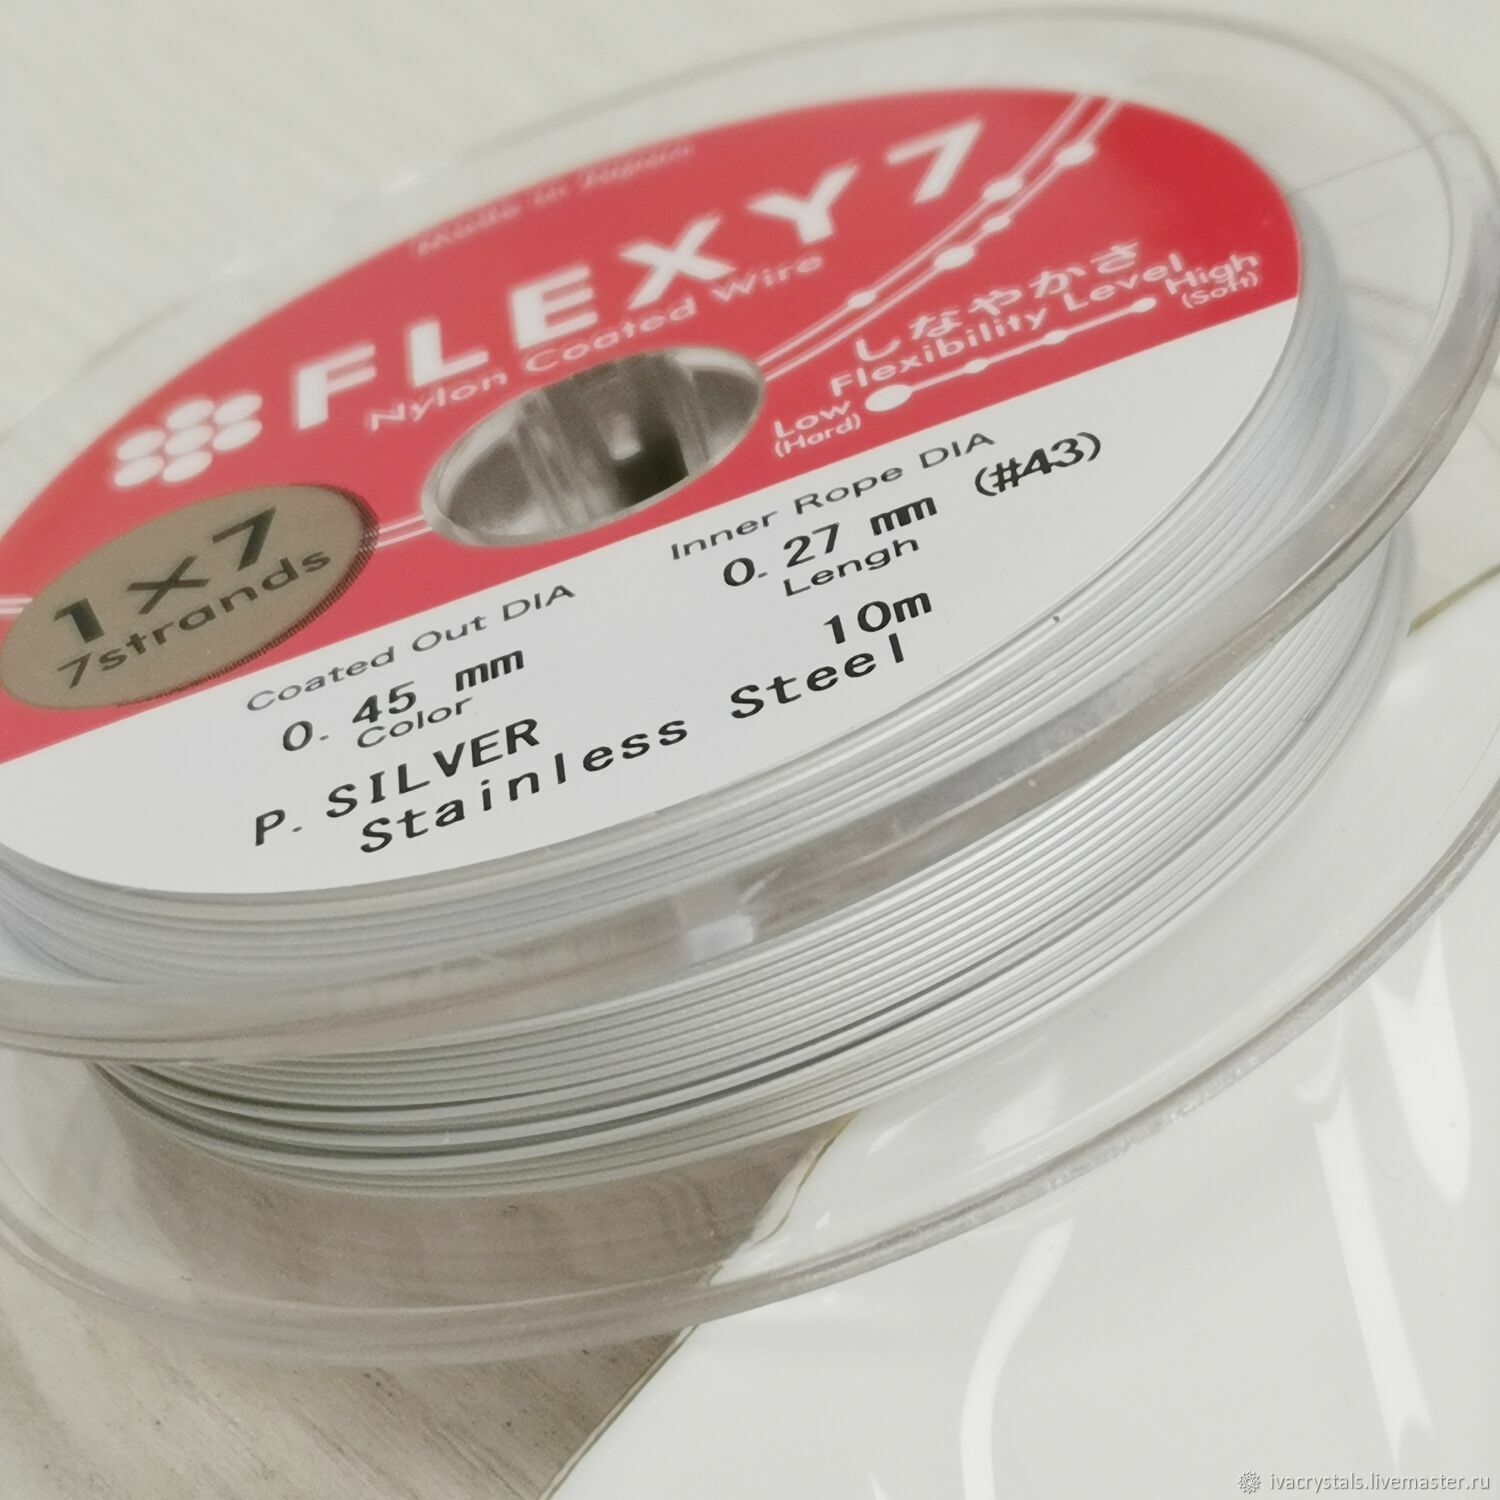 Made in Japan
FLEXY7
Nylon Coated Wire
しなやかさ
Flexibility Level
Low
(Hard)
High
(Soft)
1×7
7strands
Coated Out DIA
0.45 mm
Inner Rope DIA
0.27 mm (#43)
Color
P.SILVER
Lengh
10m
Stainless Steel
ivacrystals.livemaster.ru